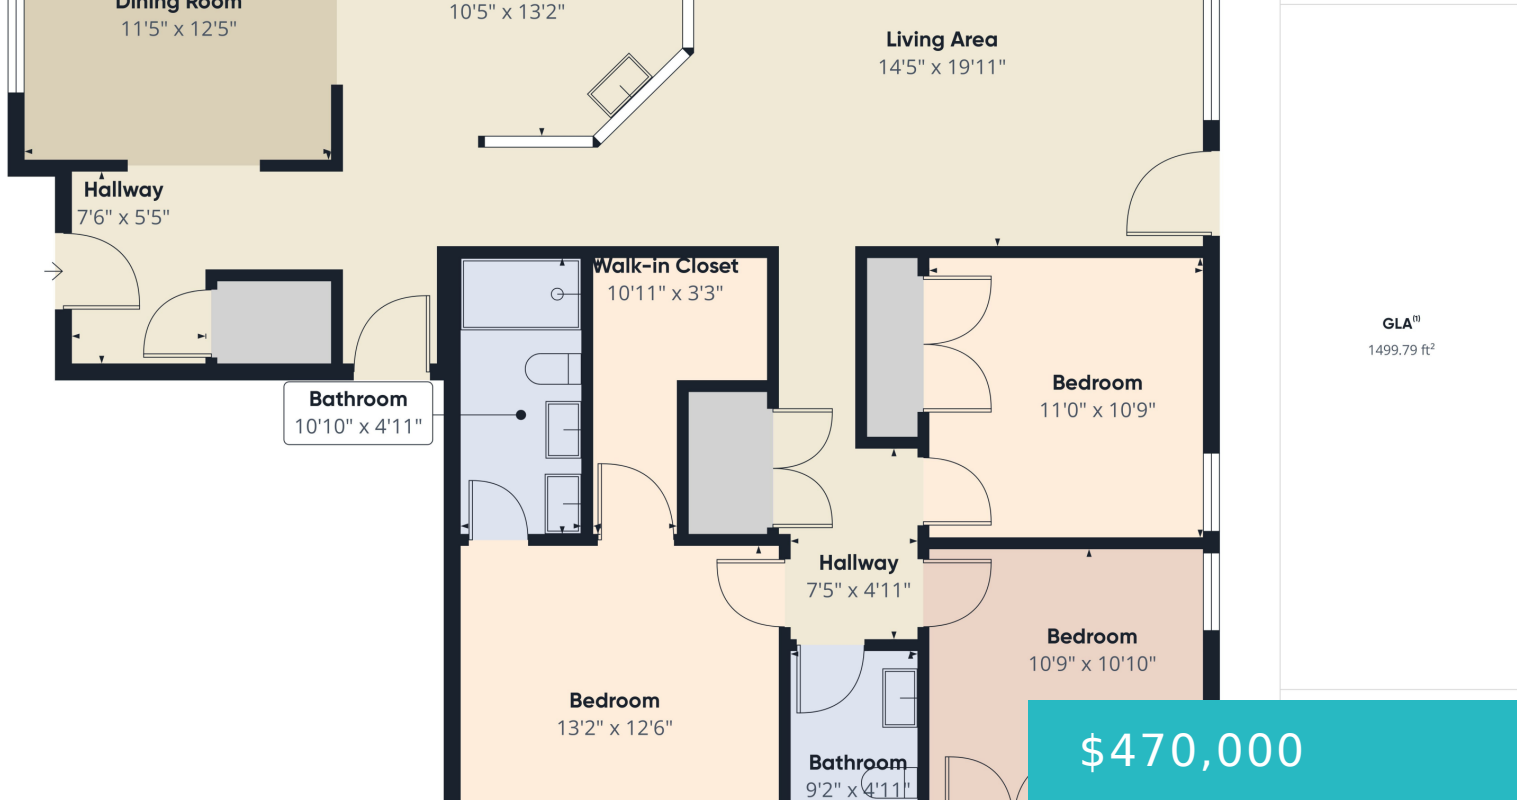 Dining Room
11'5" x 12'5"
10'5" x 13'2"
Living Area
14'5" x 19'11"
Hallway
7'6" x 5'5"
Walk-in Closet
10'11" x 3'3"
GLA⁽¹⁾
1499.79 ft²
Bathroom
10'10" x 4'11"
Bedroom
11'0" x 10'9"
Hallway
7'5" x 4'11"
Bedroom
10'9" x 10'10"
Bedroom
13'2" x 12'6"
Bathroom
9'2" x 4'11"
$470,000